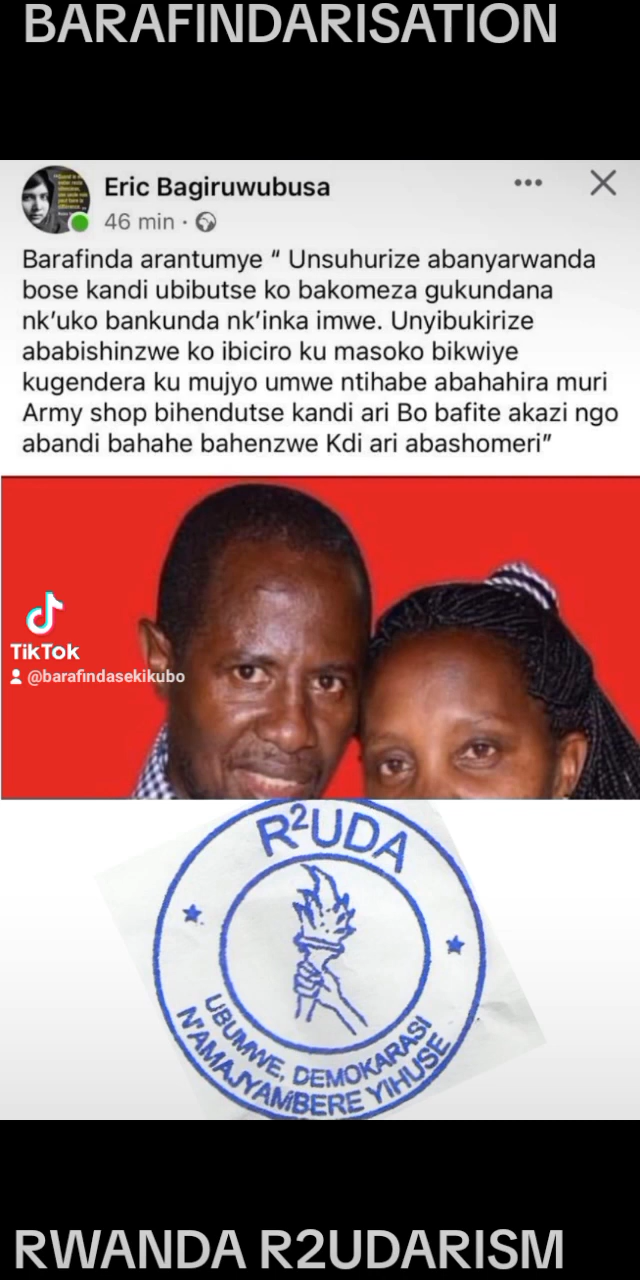 BARAFINDARISATION
Eric Bagiruwubusa
46 min ·
Barafinda arantumye “ Unsuhurize abanyarwanda
bose kandi ubibutse ko bakomeza gukundana
nk’uko bankunda nk’inka imwe. Unyibukirize
ababishinzwe ko ibiciro ku masoko bikwiye
kugendera ku mujyo umwe ntihabe abahahira muri
Army shop bihendutse kandi ari Bo bafite akazi ngo
abandi bahahe bahenzwe Kdi ari abashomeri”
TikTok
@barafindasekikubo
R²UDA
UBUMWE, DEMOKARASI
N'AMAJYAMBERE YIHUSE
RWANDA R2UDARISM